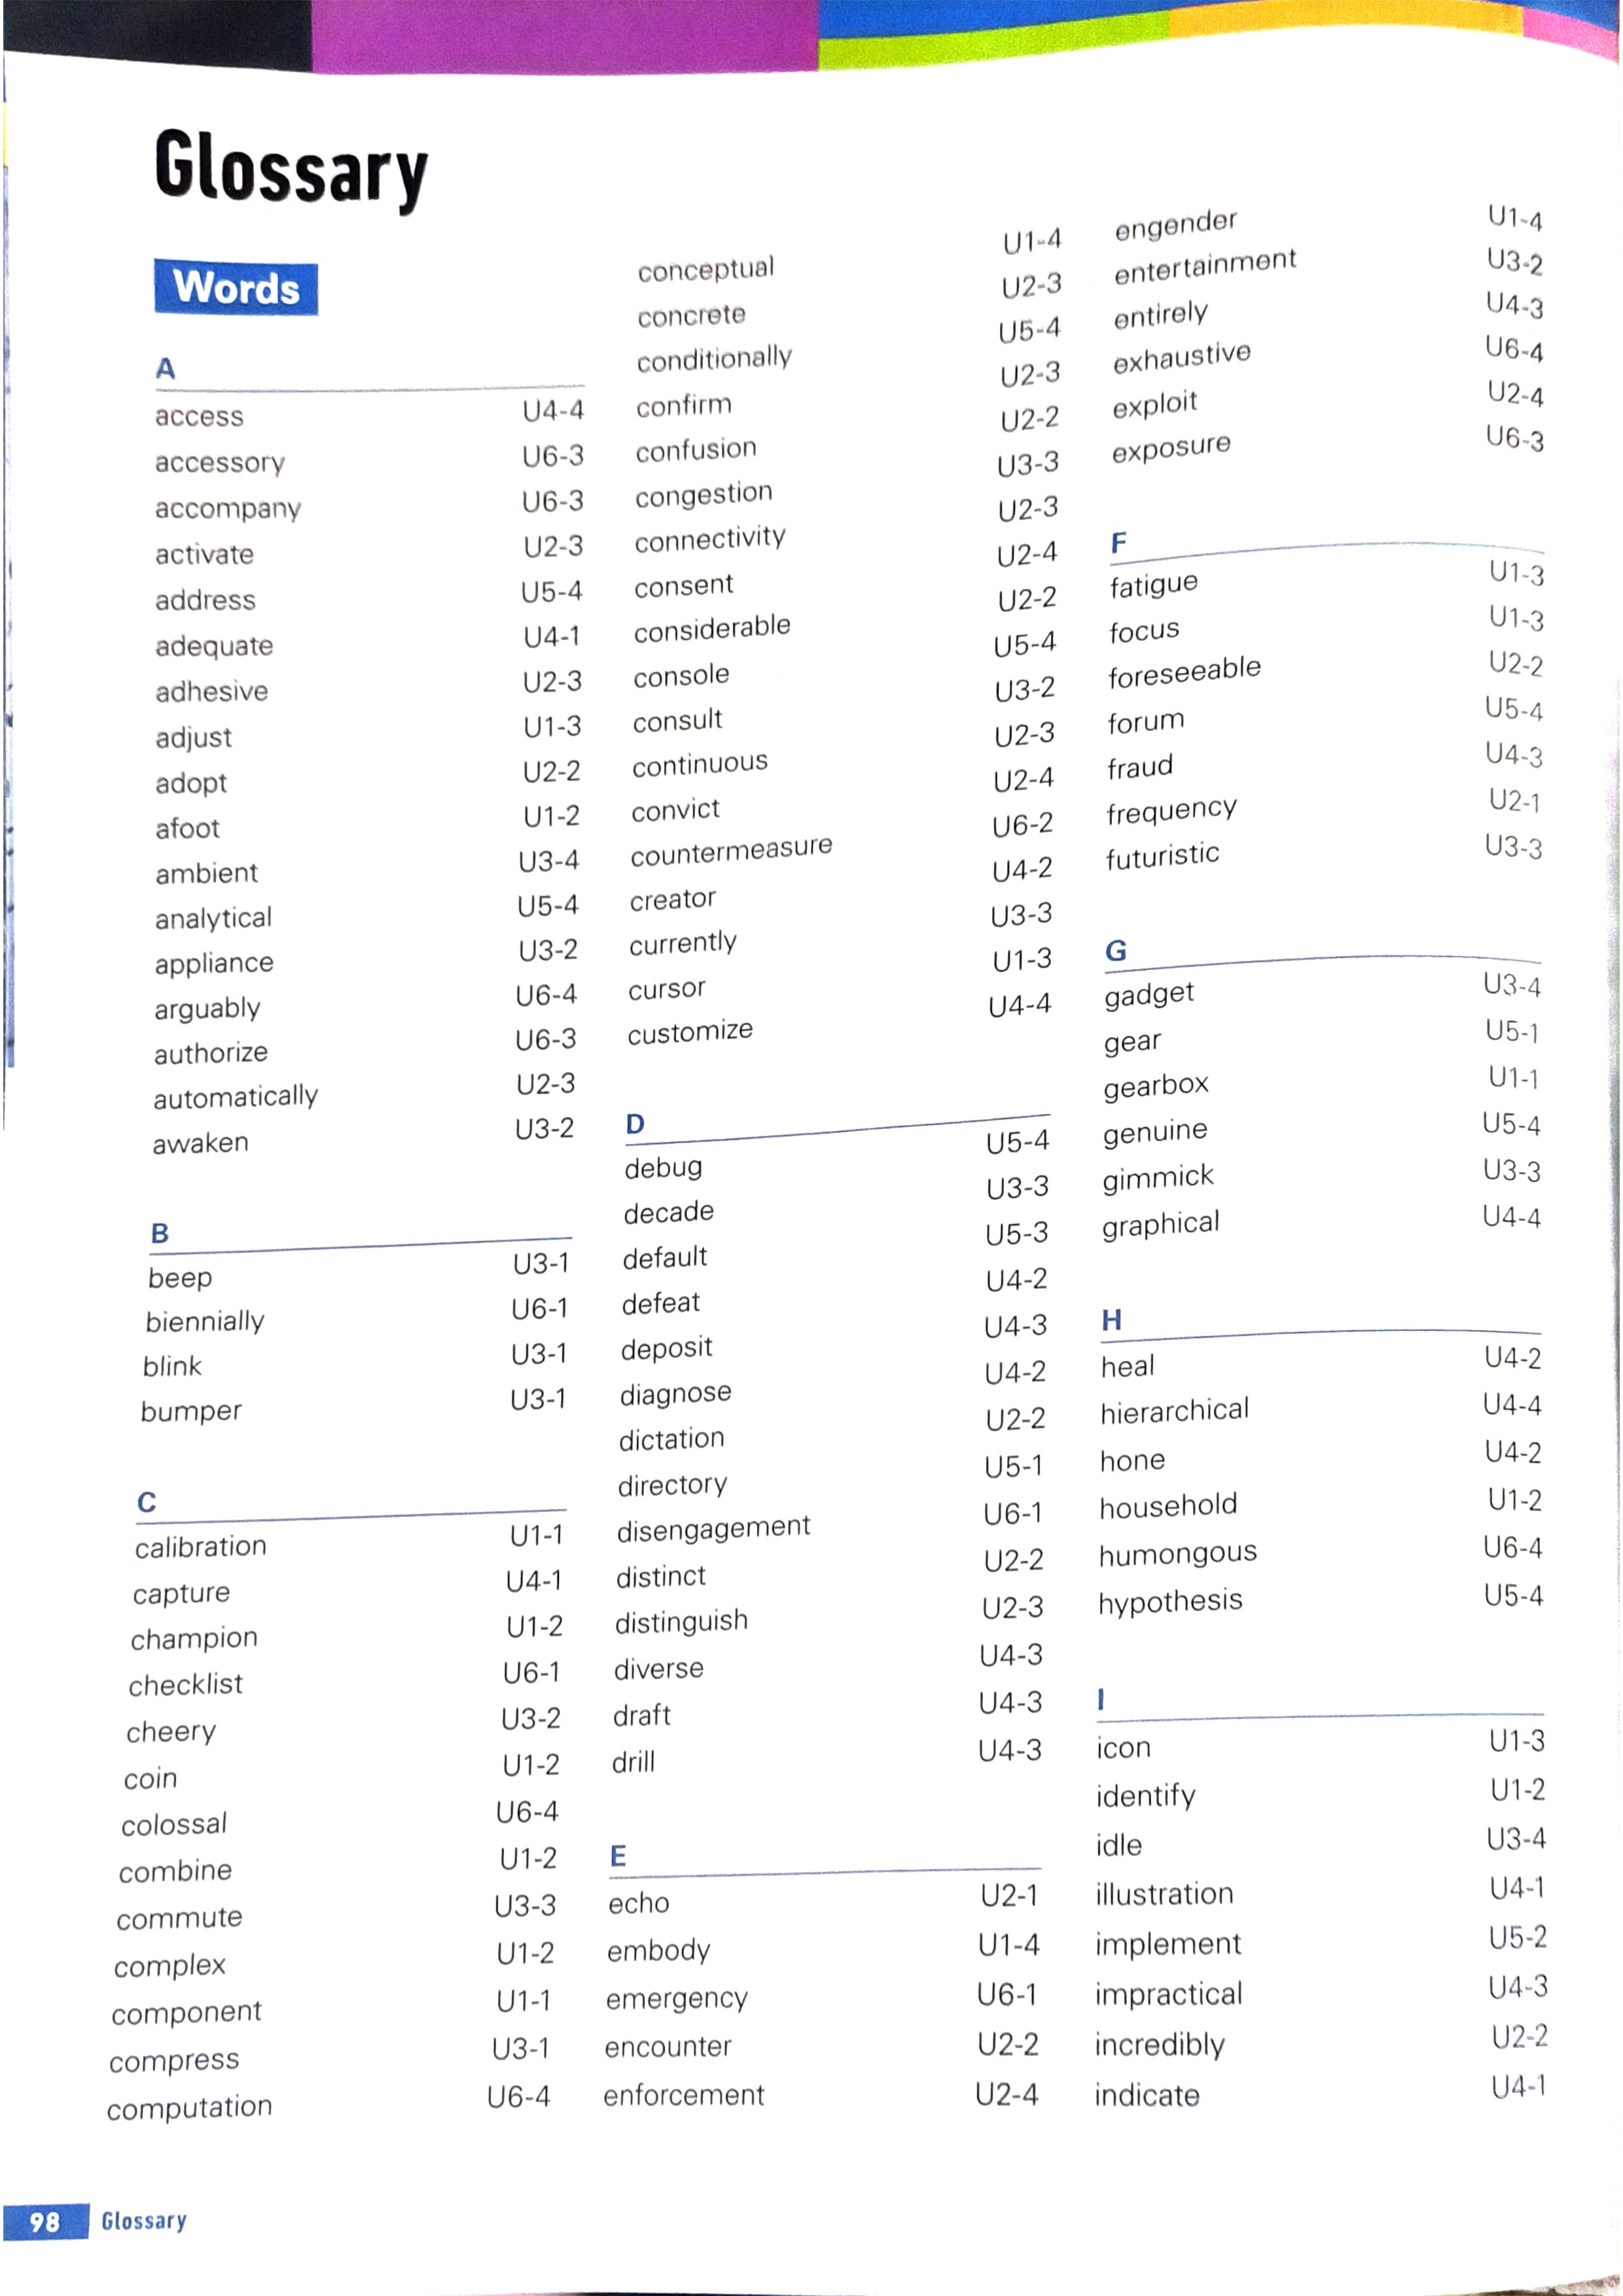 Glossary
Words
A
access U4-4
accessory U6-3
accompany U6-3
activate U2-3
address U5-4
adequate U4-1
adhesive U2-3
adjust U1-3
adopt U2-2
afoot U1-2
ambient U3-4
analytical U5-4
appliance U3-2
arguably U6-4
authorize U6-3
automatically U2-3
awaken U3-2
B
beep U3-1
biennially U6-1
blink U3-1
bumper U3-1
C
calibration U1-1
capture U4-1
champion U1-2
checklist U6-1
cheery U3-2
coin U1-2
colossal U6-4
combine U1-2
commute U3-3
complex U1-2
component U1-1
compress U3-1
computation U6-4
conceptual U1-4
concrete U2-3
conditionally U5-4
confirm U2-3
confusion U2-2
congestion U3-3
connectivity U2-3
consent U2-4
considerable U2-2
console U5-4
consult U3-2
continuous U2-3
convict U2-4
countermeasure U6-2
creator U4-2
currently U3-3
cursor U1-3
customize U4-4
D
debug U5-4
decade U3-3
default U5-3
defeat U4-2
deposit U4-3
diagnose U4-2
dictation U2-2
directory U5-1
disengagement U6-1
distinct U2-2
distinguish U2-3
diverse U4-3
draft U4-3
drill U4-3
E
echo U2-1
embody U1-4
emergency U6-1
encounter U2-2
enforcement U2-4
engender U1-4
entertainment U3-2
entirely U4-3
exhaustive U6-4
exploit U2-4
exposure U6-3
F
fatigue U1-3
focus U1-3
foreseeable U2-2
forum U5-4
fraud U4-3
frequency U2-1
futuristic U3-3
G
gadget U3-4
gear U5-1
gearbox U1-1
genuine U5-4
gimmick U3-3
graphical U4-4
H
heal U4-2
hierarchical U4-4
hone U4-2
household U1-2
humongous U6-4
hypothesis U5-4
I
icon U1-3
identify U1-2
idle U3-4
illustration U4-1
implement U5-2
impractical U4-3
incredibly U2-2
indicate U4-1
98 Glossary